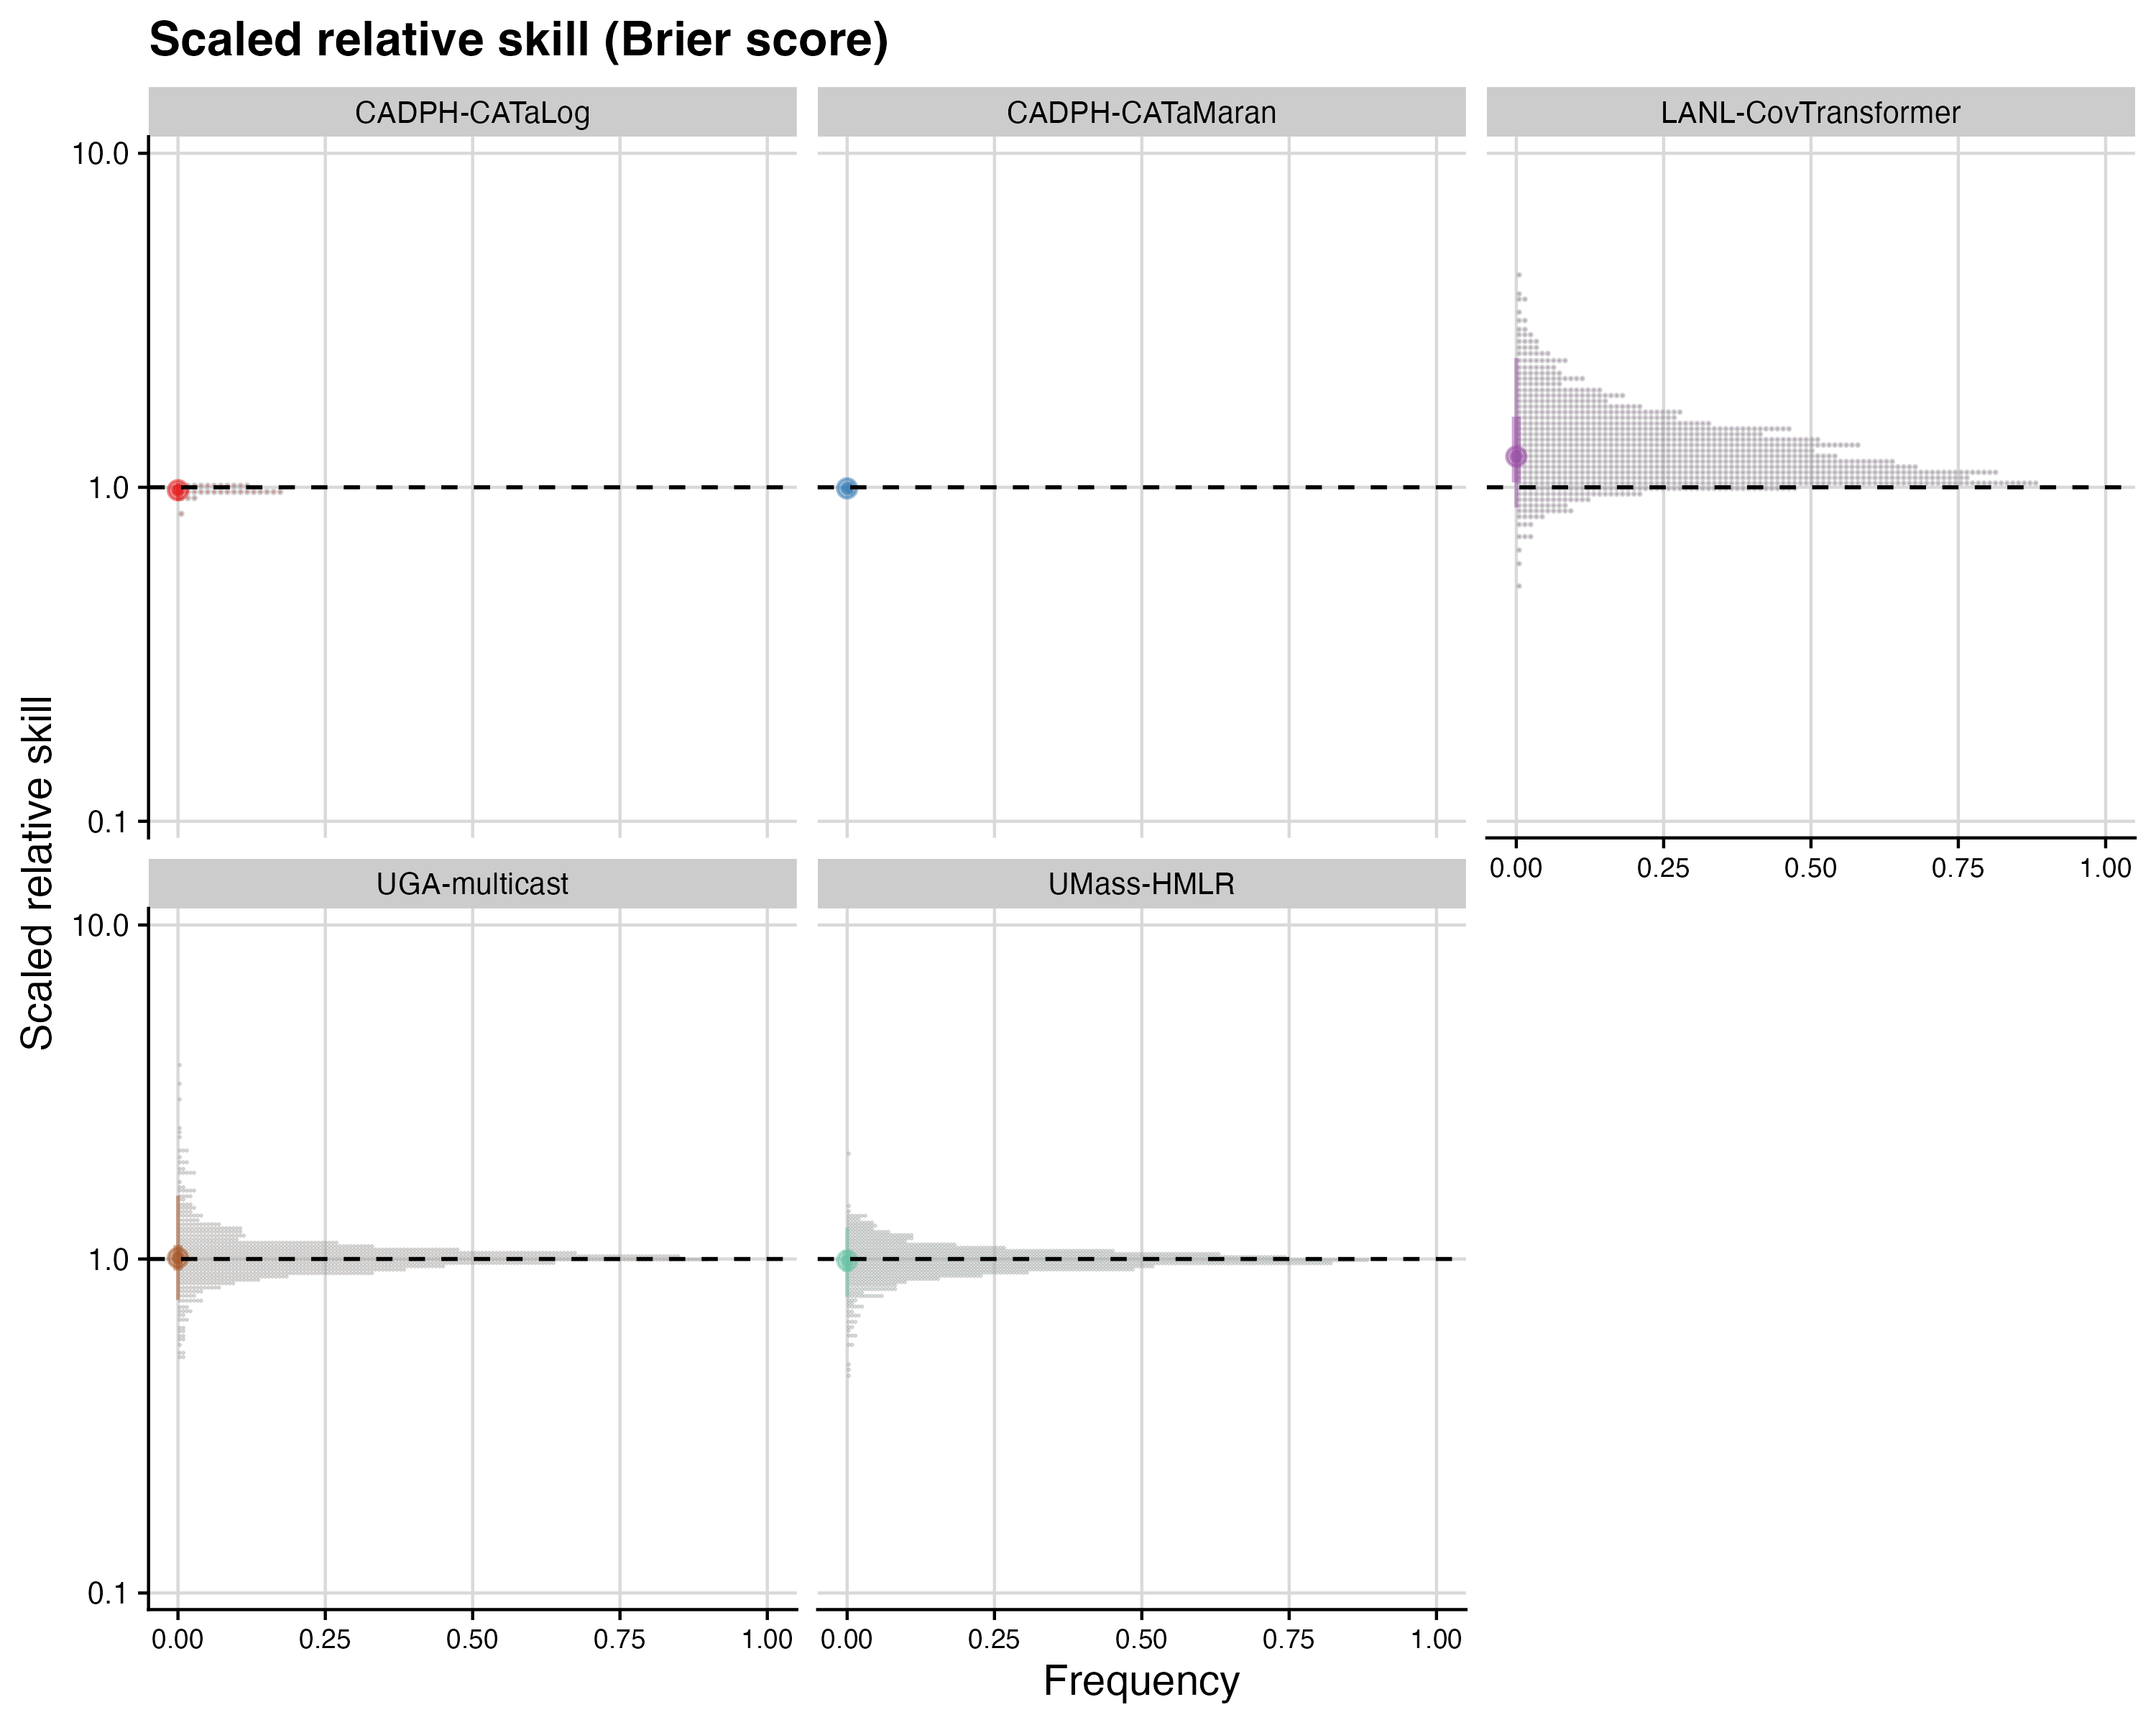 Scaled relative skill (Brier score)
CADPH-CATaLog
CADPH-CATaMaran
LANL-CovTransformer
10.0
1.0
0.1
0.00 0.25 0.50 0.75 1.00
Scaled relative skill
UGA-multicast
UMass-HMLR
10.0
1.0
0.1
0.00 0.25 0.50 0.75 1.00
0.00 0.25 0.50 0.75 1.00
Frequency